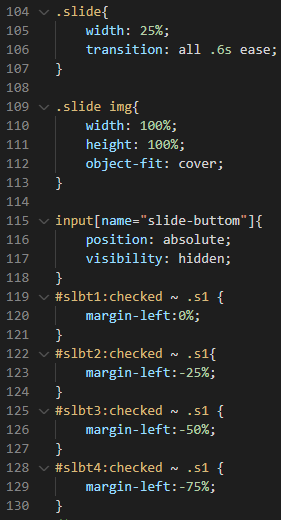 104 .slide{
105 width: 25%;
106 transition: all .6s ease;
107 }
108
109 .slide img{
110 width: 100%;
111 height: 100%;
112 object-fit: cover;
113 }
114
115 input[name="slide-buttom"]{
116 position: absolute;
117 visibility: hidden;
118 }
119 #slbt1:checked ~ .s1 {
120 margin-left:0%;
121 }
122 #slbt2:checked ~ .s1{
123 margin-left:-25%;
124 }
125 #slbt3:checked ~ .s1 {
126 margin-left:-50%;
127 }
128 #slbt4:checked ~ .s1 {
129 margin-left:-75%;
130 }